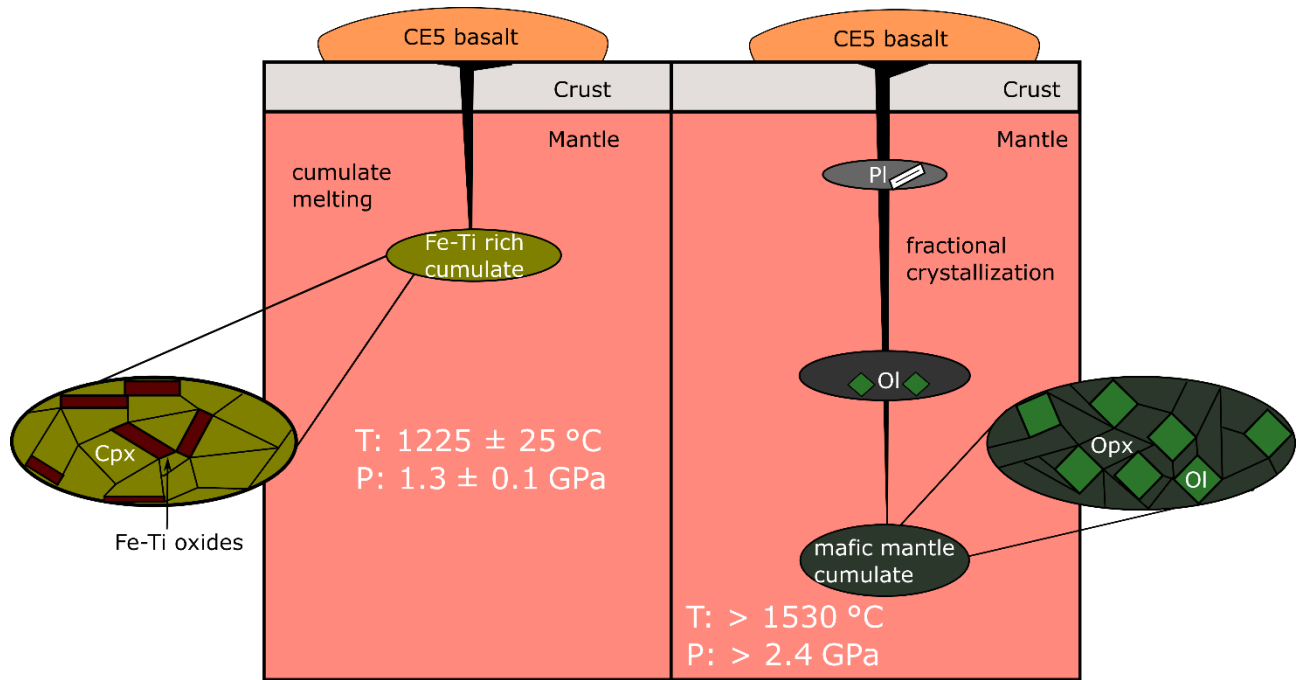 CE5 basalt
Crust
Mantle
cumulate
melting
Fe-Ti rich
cumulate
Cpx
Fe-Ti oxides
T: 1225 ± 25 °C
P: 1.3 ± 0.1 GPa
CE5 basalt
Crust
Mantle
Pl
fractional
crystallization
Ol
Opx
Ol
mafic mantle
cumulate
T: > 1530 °C
P: > 2.4 GPa